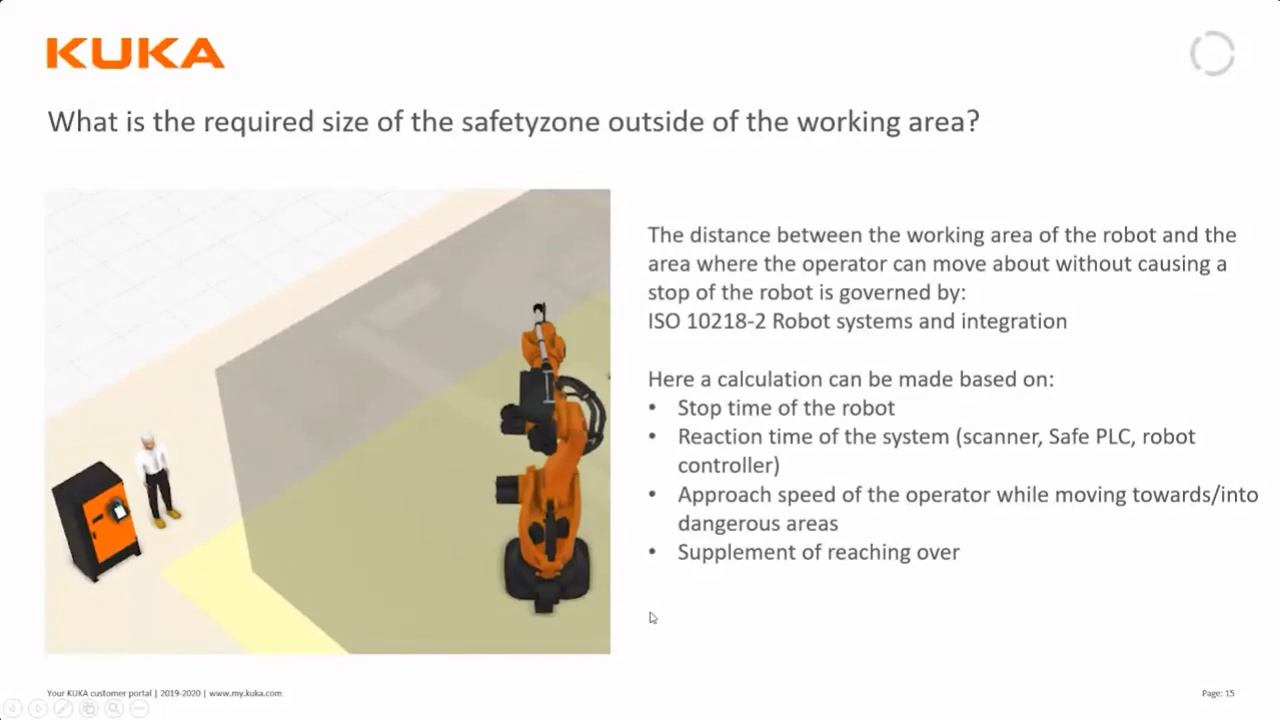 KUKA
What is the required size of the safetyzone outside of the working area?
The distance between the working area of the robot and the
area where the operator can move about without causing a
stop of the robot is governed by:
ISO 10218-2 Robot systems and integration
Here a calculation can be made based on:
• Stop time of the robot
• Reaction time of the system (scanner, Safe PLC, robot
controller)
• Approach speed of the operator while moving towards/into
dangerous areas
• Supplement of reaching over
Your KUKA customer portal | 2019-2020 | www.my.kuka.com
Page: 15